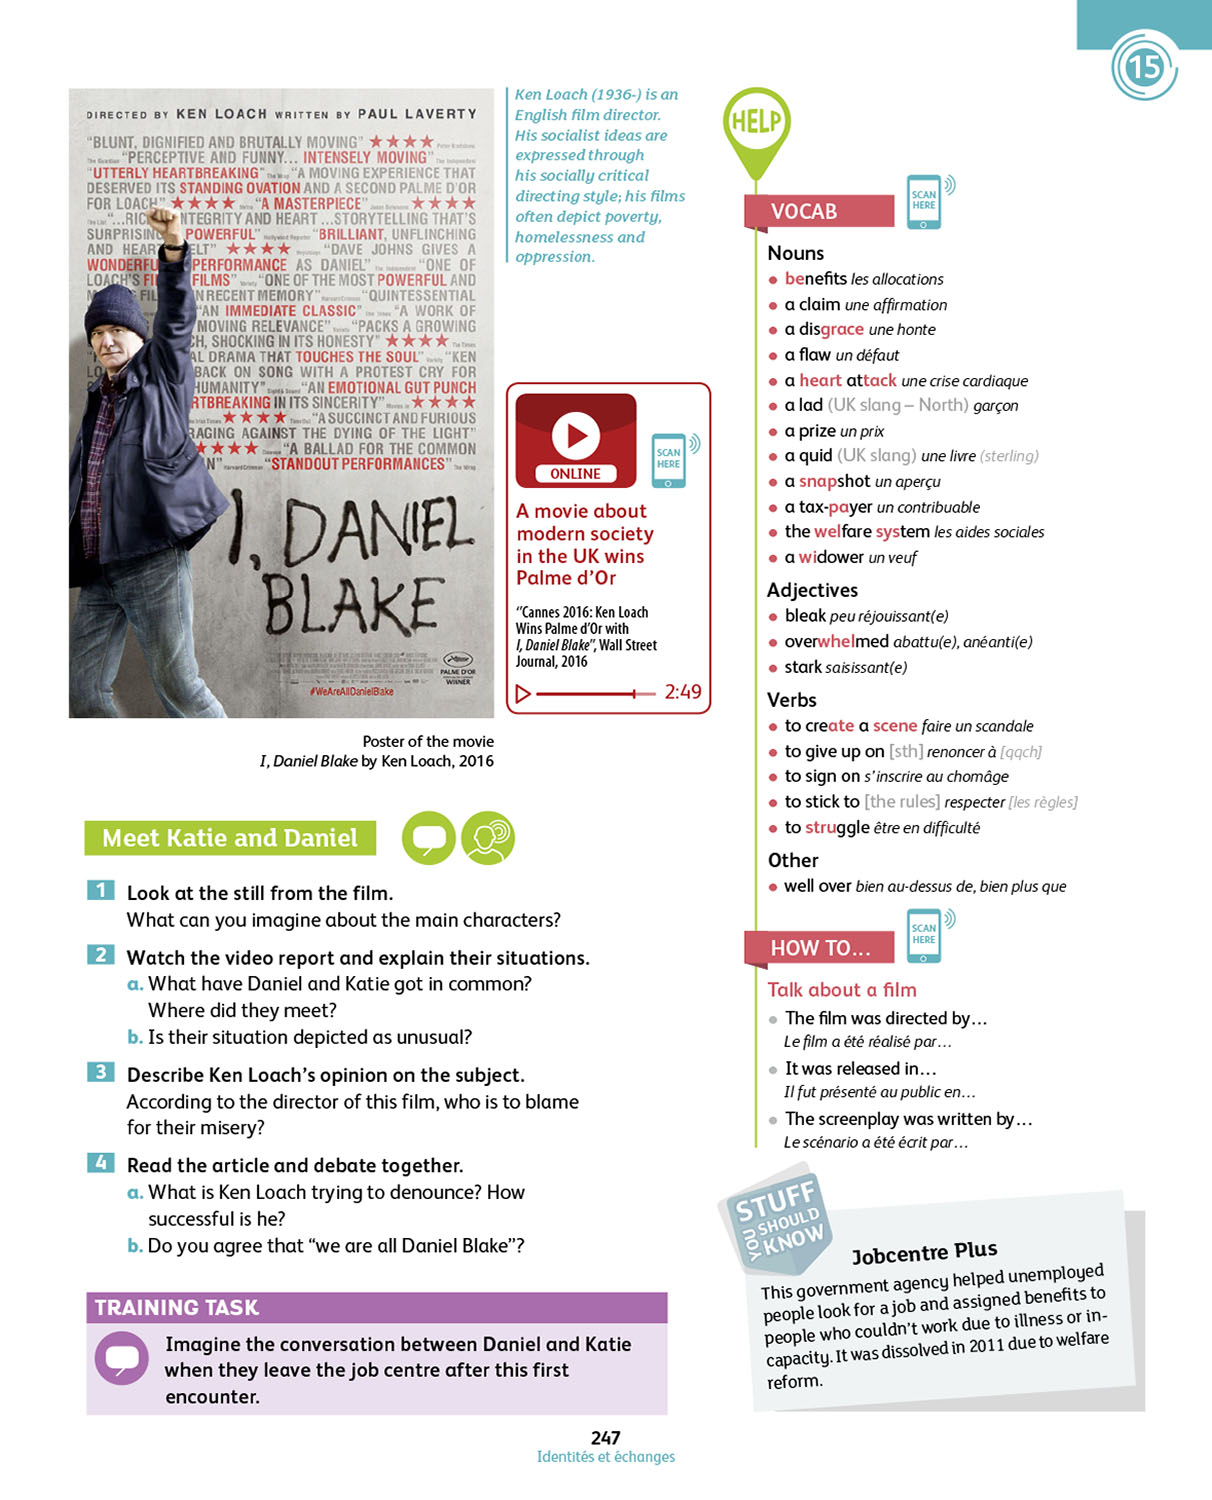 15
DIRECTED BY KEN LOACH WRITTEN BY PAUL LAVERTY
"BLUNT, DIGNIFIED AND BRUTALLY MOVING" ★★★★
"PERCEPTIVE AND FUNNY... INTENSELY MOVING"
"UTTERLY HEARTBREAKING" "A MOVING EXPERIENCE THAT
DESERVED ITS STANDING OVATION AND A SECOND PALME D'OR
FOR LOACH" ★★★★ "A MASTERPIECE" ★★★★
"...RICH NTEGRITY AND HEART ...STORYTELLING THAT'S
SURPRISING POWERFUL" "BRILLIANT, UNFLINCHING
AND HEART ELT" ★★★★ "DAVE JOHNS GIVES A
WONDERFU PERFORMANCE AS DANIEL" "ONE OF
LOACH'S FI FILMS" "ONE OF THE MOST POWERFUL AND
FIL N RECENT MEMORY" "QUINTESSENTIAL
"AN IMMEDIATE CLASSIC" "A WORK OF
MOVING RELEVANCE" "PACKS A GROWING
CH, SHOCKING IN ITS HONESTY" ★★★★
AL DRAMA THAT TOUCHES THE SOUL" "KEN
LO BACK ON SONG WITH A PROTEST CRY FOR
HUMANITY" "AN EMOTIONAL GUT PUNCH
RTBREAKING IN ITS SINCERITY" ★★★★
★★★★ "A SUCCINCT AND FURIOUS
RAGING AGAINST THE DYING OF THE LIGHT"
★★★★ "A BALLAD FOR THE COMMON
N" "STANDOUT PERFORMANCES"
I, DANIEL
BLAKE
PALME D'OR
WINNER
#WeAreAllDanielBlake
Poster of the movie
I, Daniel Blake by Ken Loach, 2016
Ken Loach (1936-) is an
English film director.
His socialist ideas are
expressed through
his socially critical
directing style; his films
often depict poverty,
homelessness and
oppression.
ONLINE
SCAN
HERE
A movie about
modern society
in the UK wins
Palme d'Or
"Cannes 2016: Ken Loach
Wins Palme d'Or with
I, Daniel Blake", Wall Street
Journal, 2016
2:49
Meet Katie and Daniel
1 Look at the still from the film.
What can you imagine about the main characters?
2 Watch the video report and explain their situations.
a. What have Daniel and Katie got in common?
Where did they meet?
b. Is their situation depicted as unusual?
3 Describe Ken Loach's opinion on the subject.
According to the director of this film, who is to blame
for their misery?
4 Read the article and debate together.
a. What is Ken Loach trying to denounce? How
successful is he?
b. Do you agree that "we are all Daniel Blake"?
TRAINING TASK
Imagine the conversation between Daniel and Katie
when they leave the job centre after this first
encounter.
HELP
VOCAB
SCAN
HERE
Nouns
• benefits les allocations
• a claim une affirmation
• a disgrace une honte
• a flaw un défaut
• a heart attack une crise cardiaque
• a lad (UK slang – North) garçon
• a prize un prix
• a quid (UK slang) une livre (sterling)
• a snapshot un aperçu
• a tax-payer un contribuable
• the welfare system les aides sociales
• a widower un veuf
Adjectives
• bleak peu réjouissant(e)
• overwhelmed abattu(e), anéanti(e)
• stark saisissant(e)
Verbs
• to create a scene faire un scandale
• to give up on [sth] renoncer à [qqch]
• to sign on s'inscrire au chomâge
• to stick to [the rules] respecter [les règles]
• to struggle être en difficulté
Other
• well over bien au-dessus de, bien plus que
HOW TO...
SCAN
HERE
Talk about a film
• The film was directed by...
Le film a été réalisé par...
• It was released in...
Il fut présenté au public en...
• The screenplay was written by...
Le scénario a été écrit par...
STUFF
YOU SHOULD
KNOW
Jobcentre Plus
This government agency helped unemployed
people look for a job and assigned benefits to
people who couldn't work due to illness or in-
capacity. It was dissolved in 2011 due to welfare
reform.
247
Identités et échanges